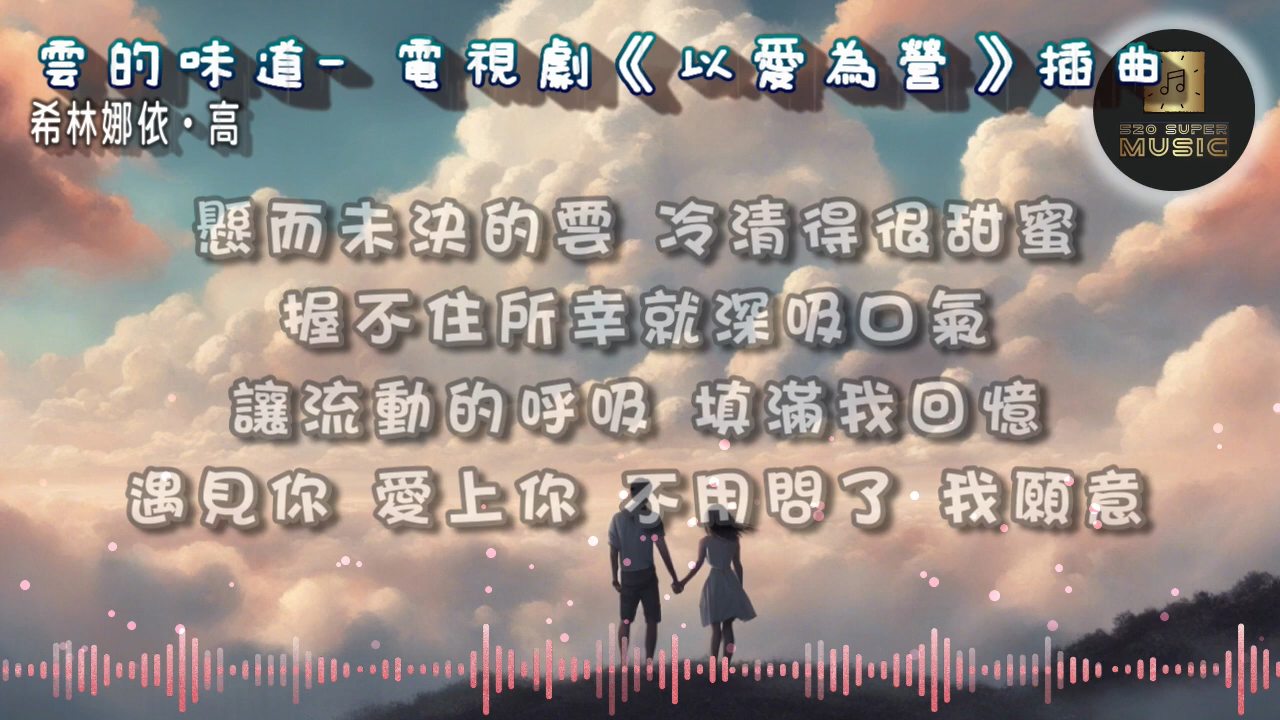 雲的味道- 電視劇《以愛為營》插曲
希林娜依·高
520 SUPER
MUSIC
懸而未決的雲 冷清得很甜蜜
握不住所幸就深吸口氣
讓流動的呼吸 填滿我回憶
遇見你 愛上你 不用問了 我願意